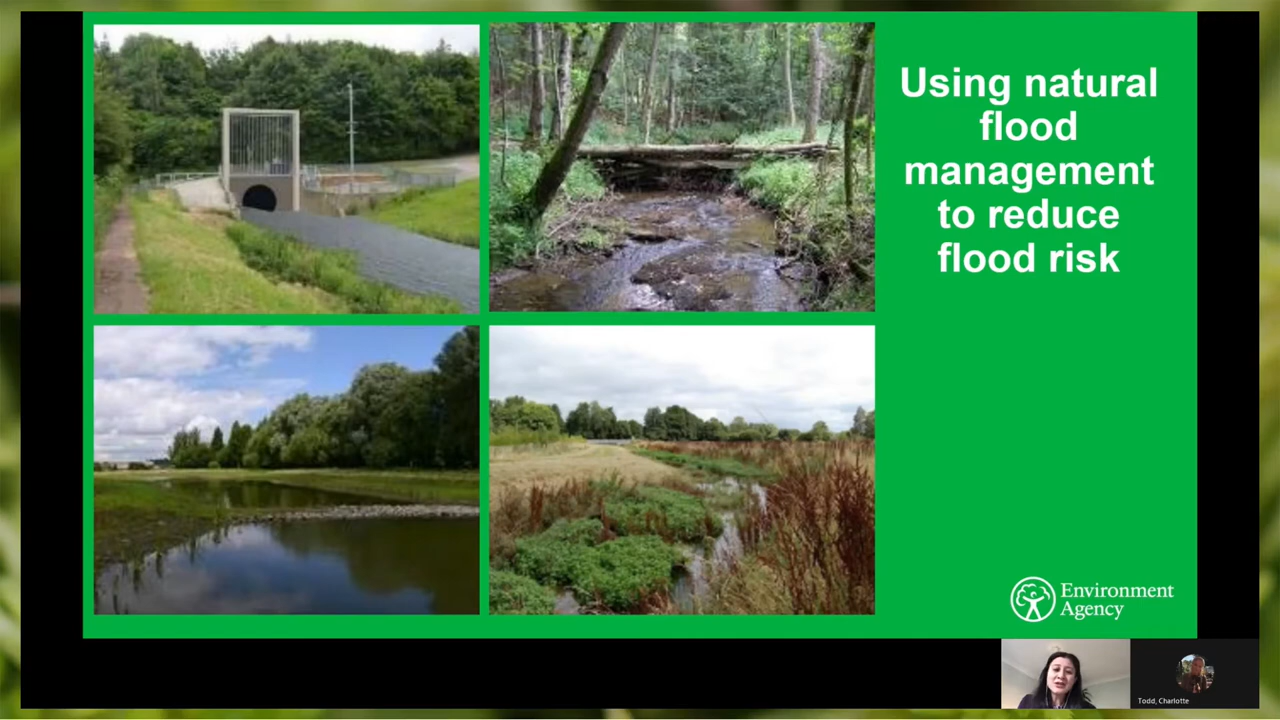 Using natural
flood
management
to reduce
flood risk
Environment
Agency
Todd, Charlotte